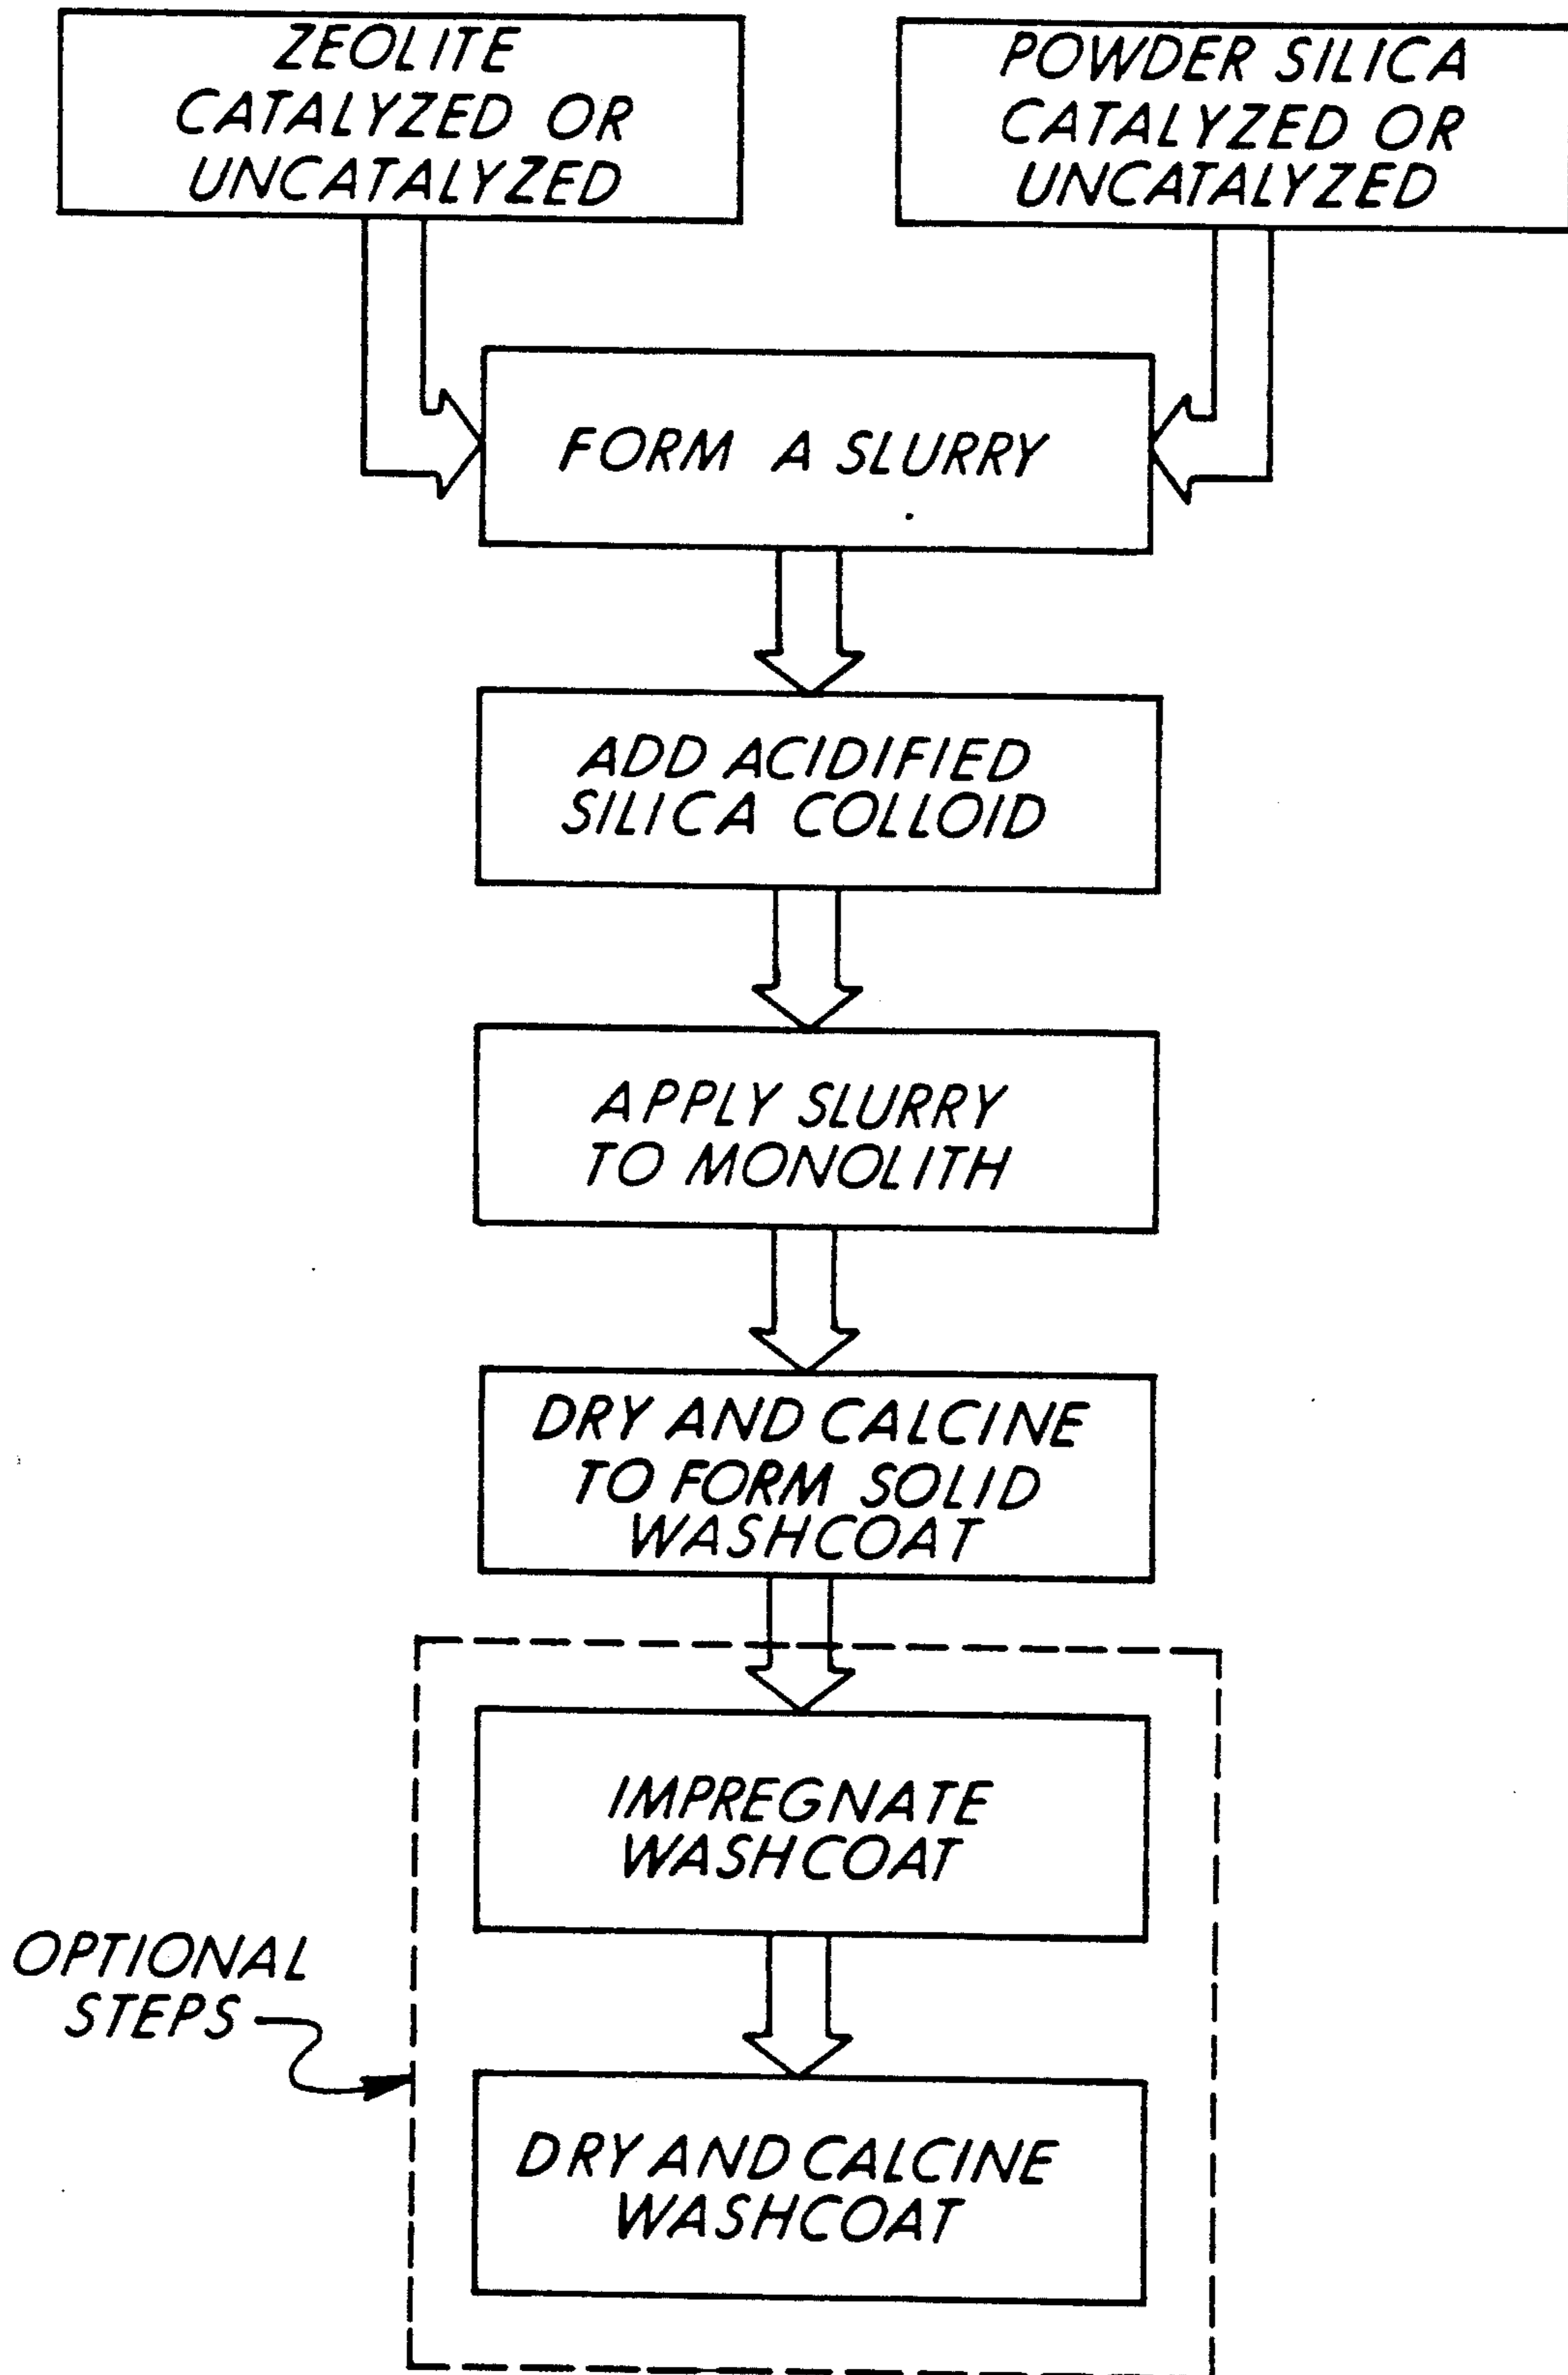 ZEOLITE
CATALYZED OR
UNCATALYZED
POWDER SILICA
CATALYZED OR
UNCATALYZED
FORM A SLURRY
ADD ACIDIFIED
SILICA COLLOID
APPLY SLURRY
TO MONOLITH
DRY AND CALCINE
TO FORM SOLID
WASHCOAT
IMPREGNATE
WASHCOAT
OPTIONAL
STEPS
DRY AND CALCINE
WASHCOAT